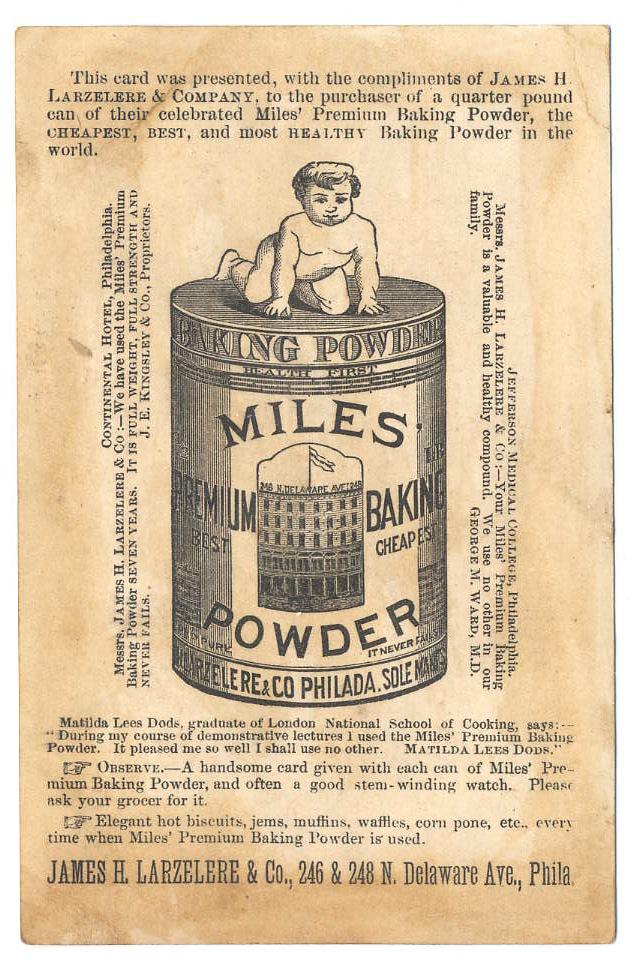 This card was presented, with the compliments of JAMES H.
LARZELERE & COMPANY, to the purchaser of a quarter pound
can of their celebrated Miles' Premium Baking Powder, the
CHEAPEST, BEST, and most HEALTHY Baking Powder in the
world.
CONTINENTAL HOTEL, Philadelphia.
Messrs. JAMES H. LARZELERE & Co:—We have used the Miles' Premium
Baking Powder SEVEN YEARS. IT IS FULL WEIGHT, FULL STRENGTH AND
NEVER FAILS. J. E. KINGSLEY & Co., Proprietors.
JEFFERSON MEDICAL COLLEGE, Philadelphia.
Messrs. JAMES H. LARZELERE & Co:—Your Miles' Premium Baking
Powder is a valuable and healthy compound. We use no other in our
family. GEORGE M. WARD, M.D.
BAKING POWDER
HEALTH FIRST
MILES'
246 N. DELAWARE AVE 248
PREMIUM BAKING
BEST CHEAPEST
POWDER
PURE IT NEVER FAILS
LARZELERE & CO PHILADA. SOLE
Matilda Lees Dods, graduate of London National School of Cooking, says:—
"During my course of demonstrative lectures I used the Miles' Premium Baking
Powder. It pleased me so well I shall use no other. MATILDA LEES DODS."
☞ OBSERVE.—A handsome card given with each can of Miles' Pre-
mium Baking Powder, and often a good stem-winding watch. Please
ask your grocer for it.
☞ Elegant hot biscuits, jems, muffins, waffles, corn pone, etc., every
time when Miles' Premium Baking Powder is used.
JAMES H. LARZELERE & Co., 246 & 248 N. Delaware Ave., Phila.